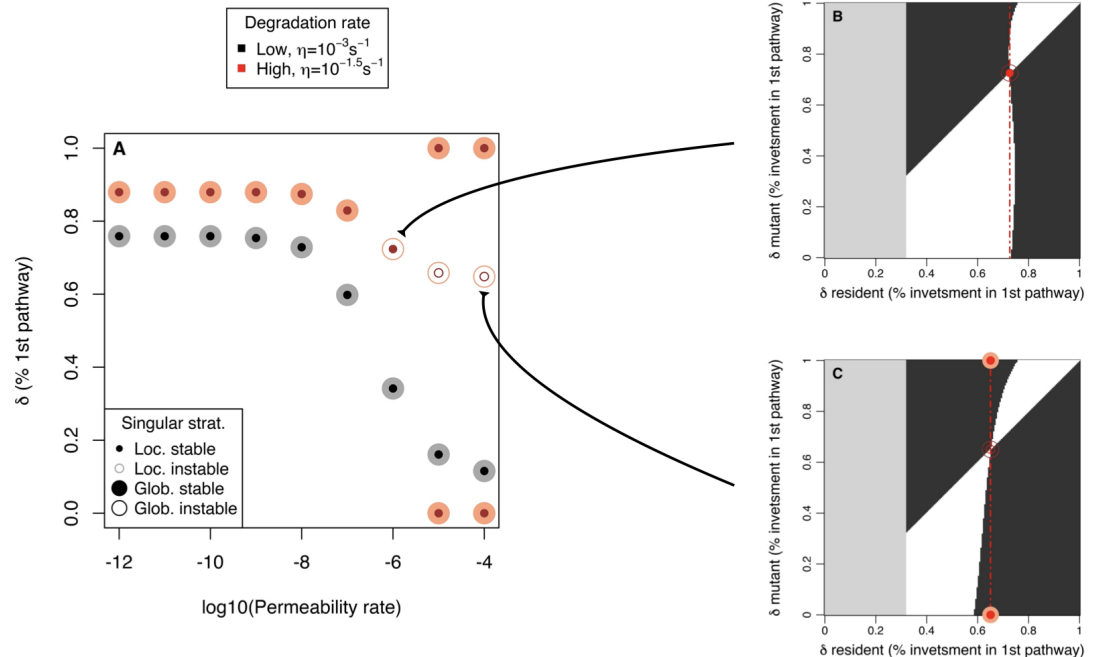 Degradation rate
Low, η=10⁻³s⁻¹
High, η=10⁻¹·⁵s⁻¹
A
δ (% 1st pathway)
1.0
0.8
0.6
0.4
0.2
0.0
Singular strat.
Loc. stable
Loc. instable
Glob. stable
Glob. instable
-12 -10 -8 -6 -4
log10(Permeability rate)
B
δ mutant (% invetsment in 1st pathway)
1
0.8
0.6
0.4
0.2
0
0 0.2 0.4 0.6 0.8 1
δ resident (% invetsment in 1st pathway)
C
δ mutant (% invetsment in 1st pathway)
1
0.8
0.6
0.4
0.2
0
0 0.2 0.4 0.6 0.8 1
δ resident (% invetsment in 1st pathway)